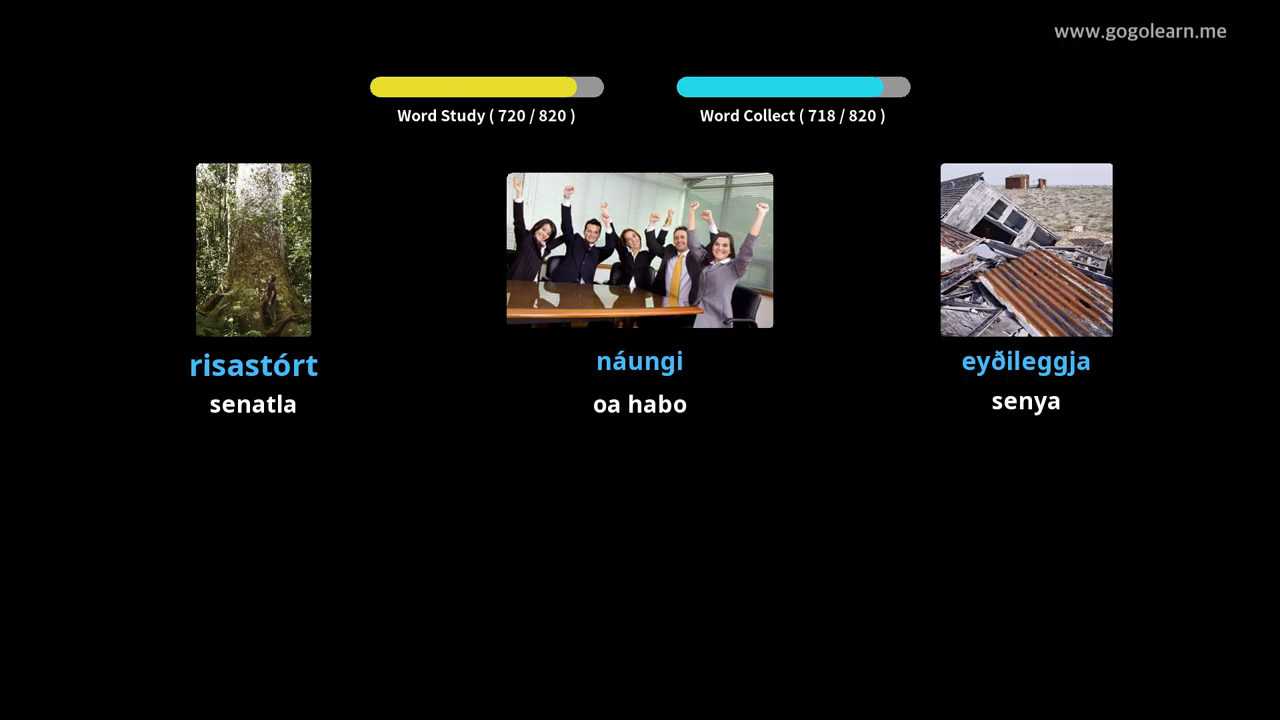 www.gogolearn.me
Word Study ( 720 / 820 )
Word Collect ( 718 / 820 )
risastórt
senatla
náungi
oa habo
eyðileggja
senya